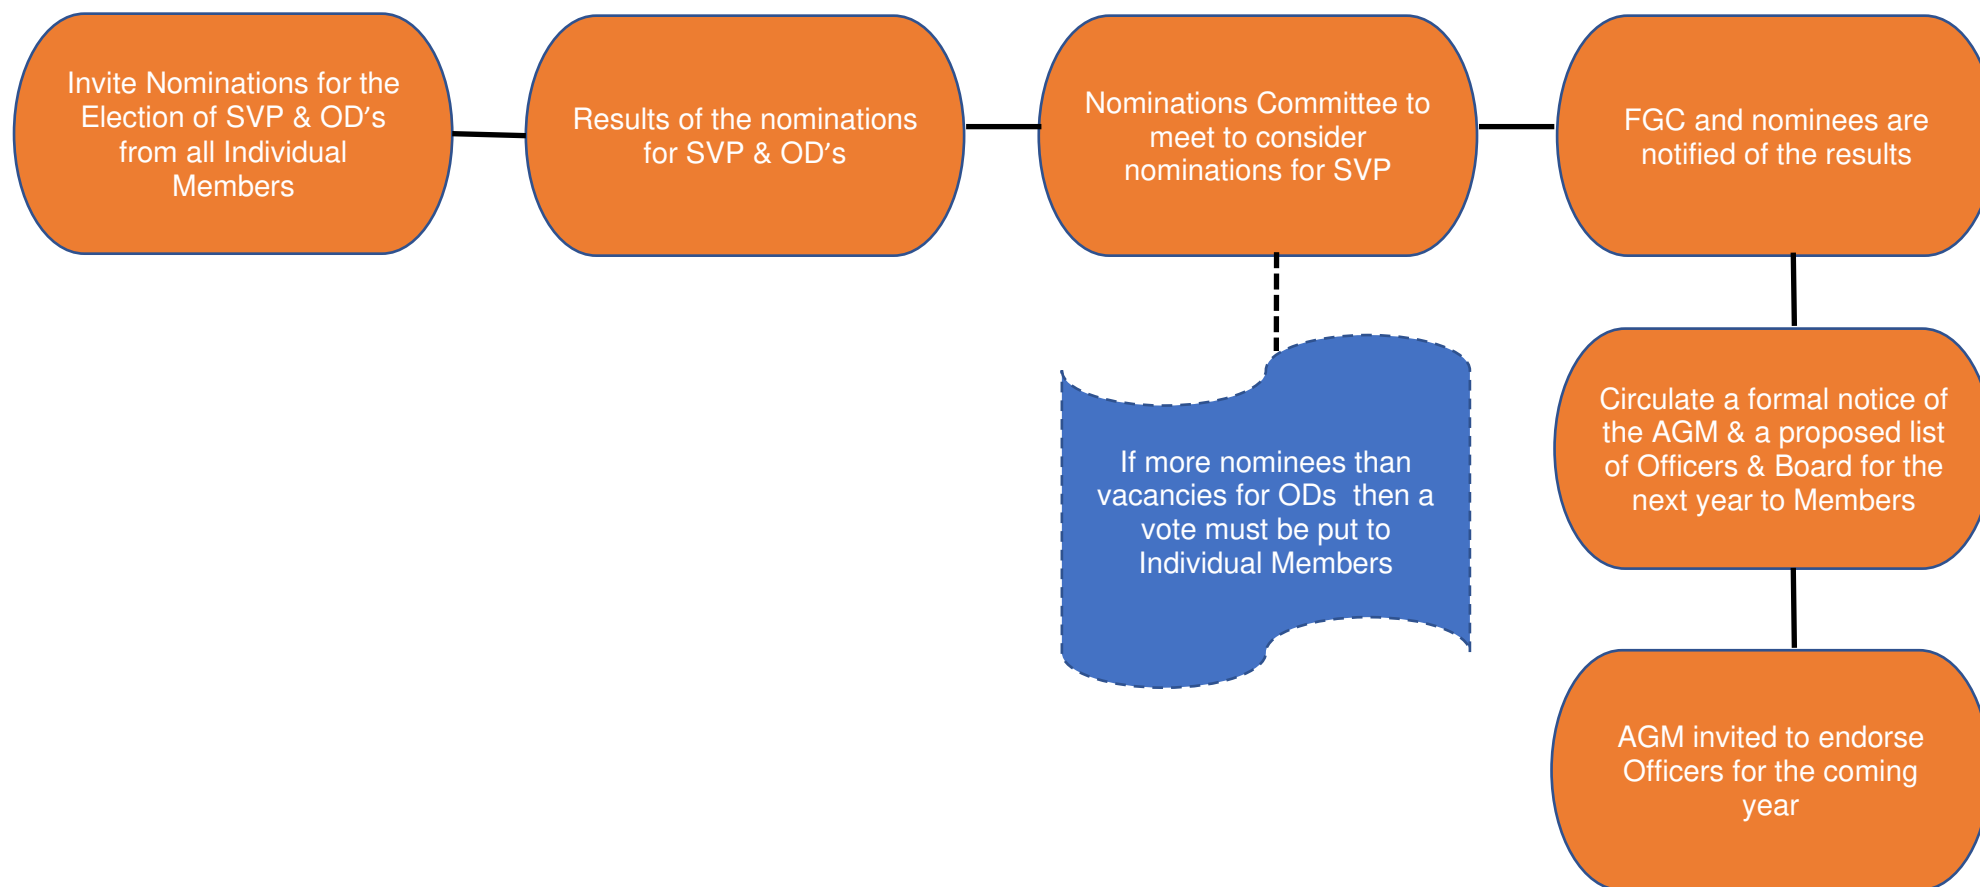 Invite Nominations for the
Election of SVP & OD’s
from all Individual
Members
Results of the nominations
for SVP & OD’s
Nominations Committee to
meet to consider
nominations for SVP
FGC and nominees are
notified of the results
If more nominees than
vacancies for ODs  then a
vote must be put to
Individual Members
Circulate a formal notice of
the AGM & a proposed list
of Officers & Board for the
next year to Members
AGM invited to endorse
Officers for the coming
year